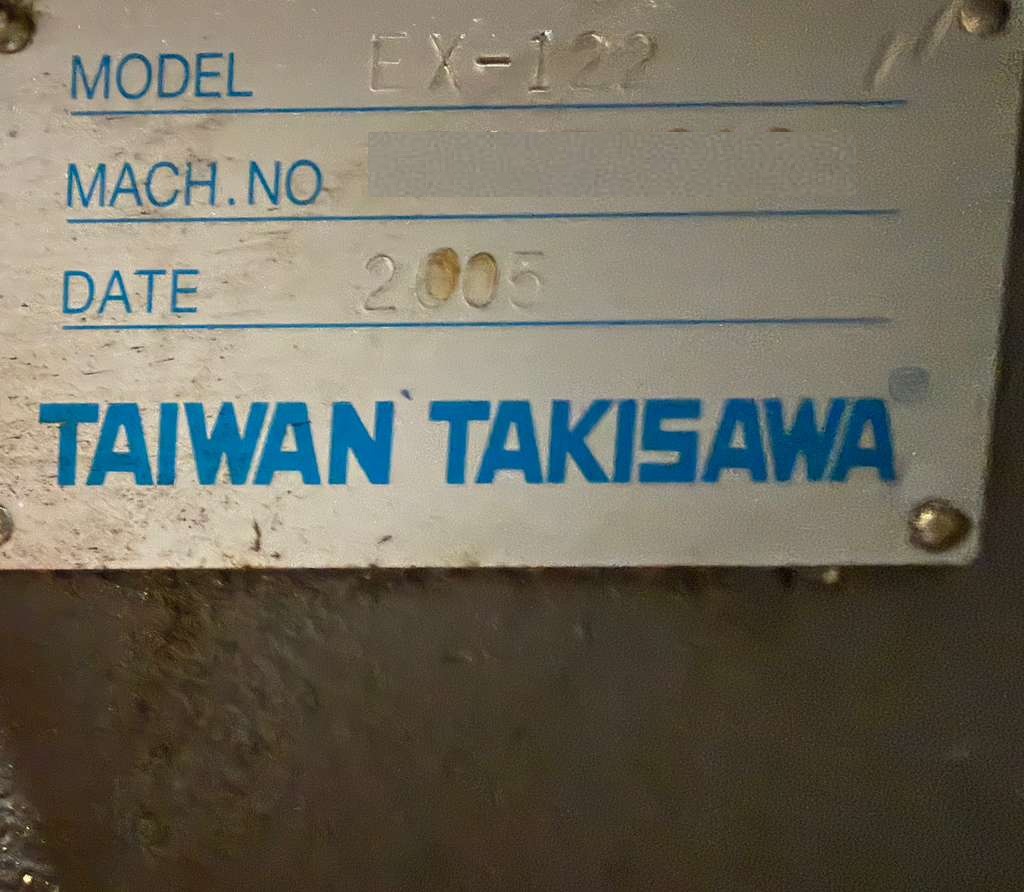 MODEL EX-122
MACH.NO
DATE 2005
TAIWAN TAKISAWA